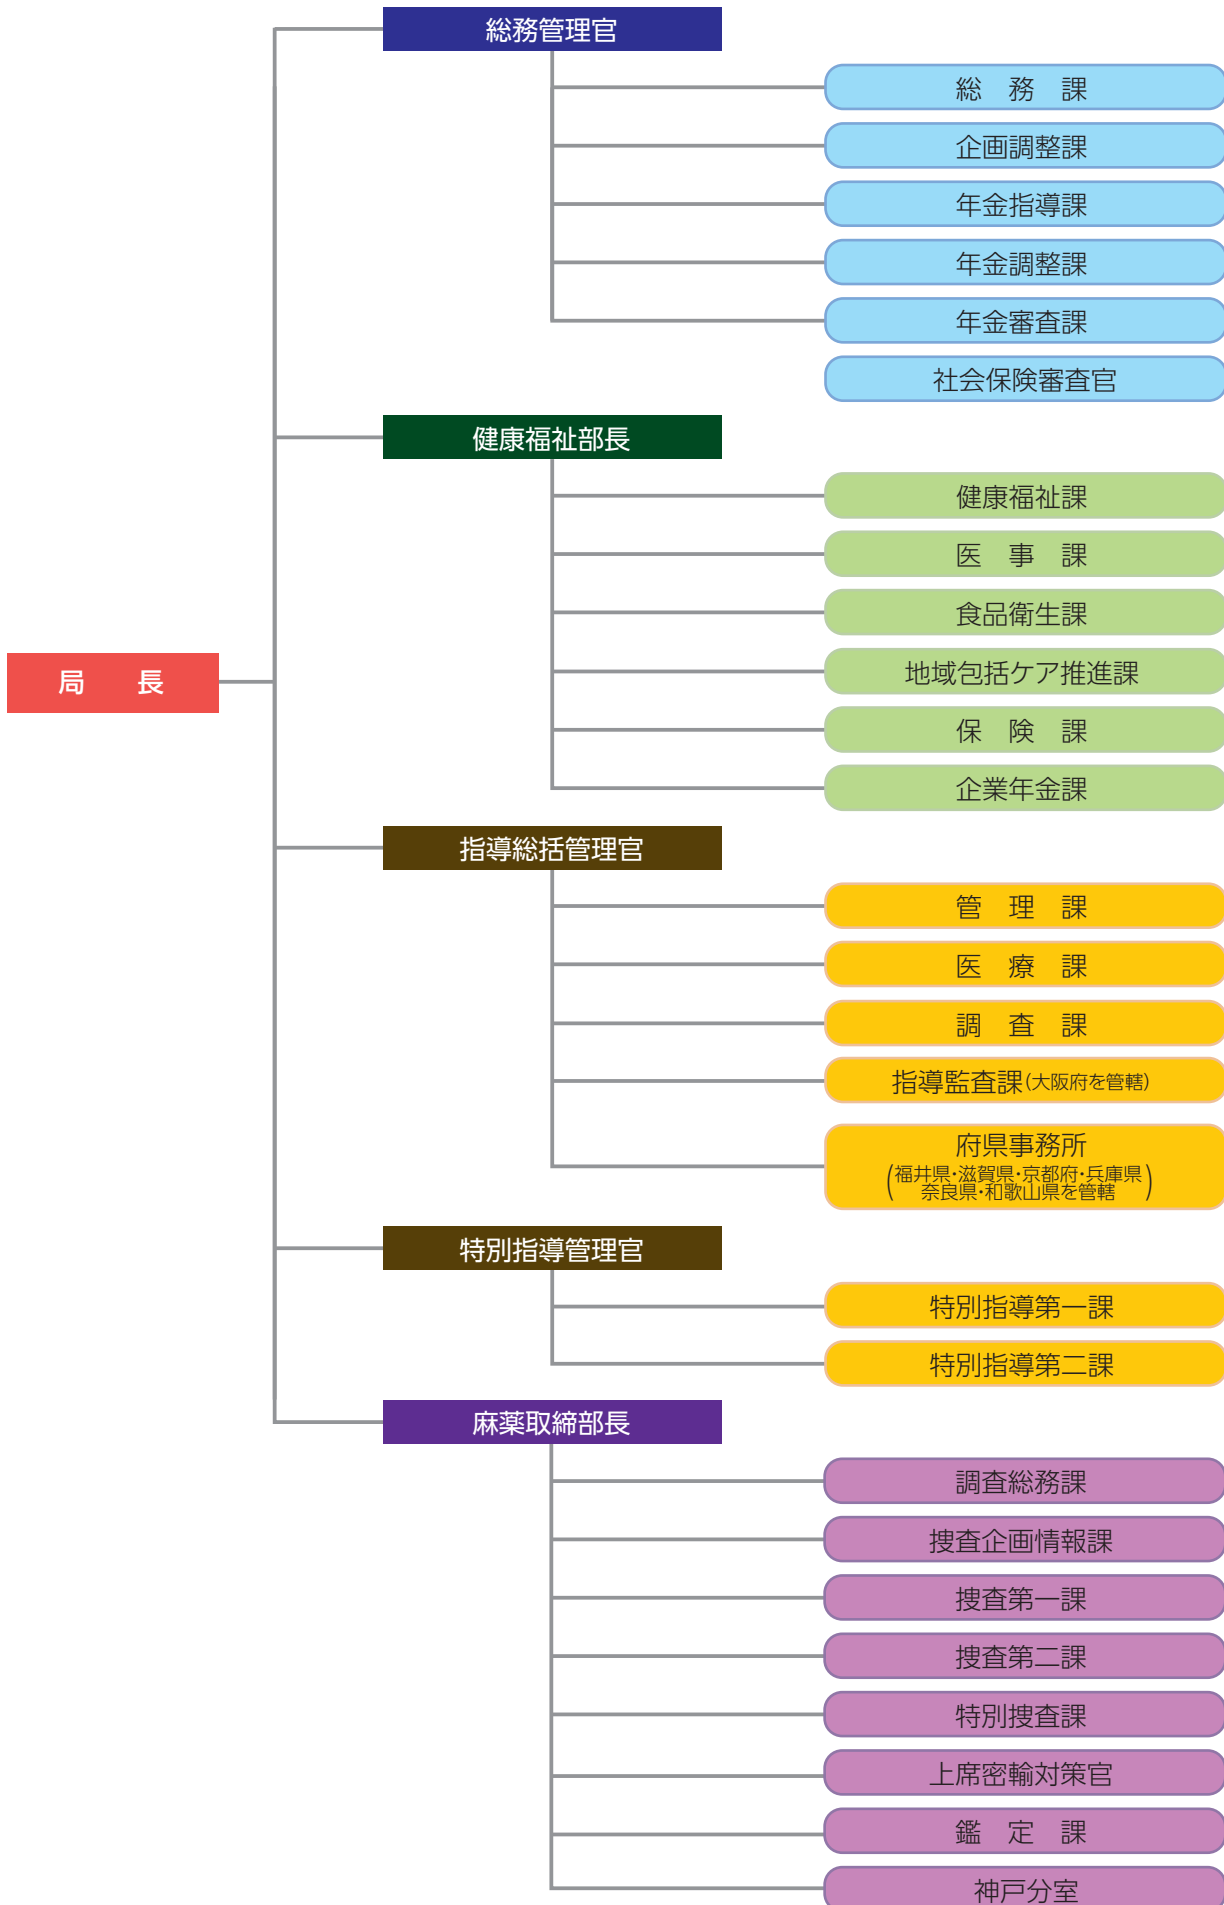 総務管理官
総　務　課
企画調整課
年金指導課
年金調整課
年金審査課
社会保険審査官
健康福祉部長
健康福祉課
医　事　課
食品衛生課
局　長
地域包括ケア推進課
保　険　課
企業年金課
指導総括管理官
管　理　課
医　療　課
調　査　課
指導監査課(大阪府を管轄)
府県事務所
(福井県・滋賀県・京都府・兵庫県
奈良県・和歌山県を管轄)
特別指導管理官
特別指導第一課
特別指導第二課
麻薬取締部長
調査総務課
捜査企画情報課
捜査第一課
捜査第二課
特別捜査課
上席密輸対策官
鑑　定　課
神戸分室